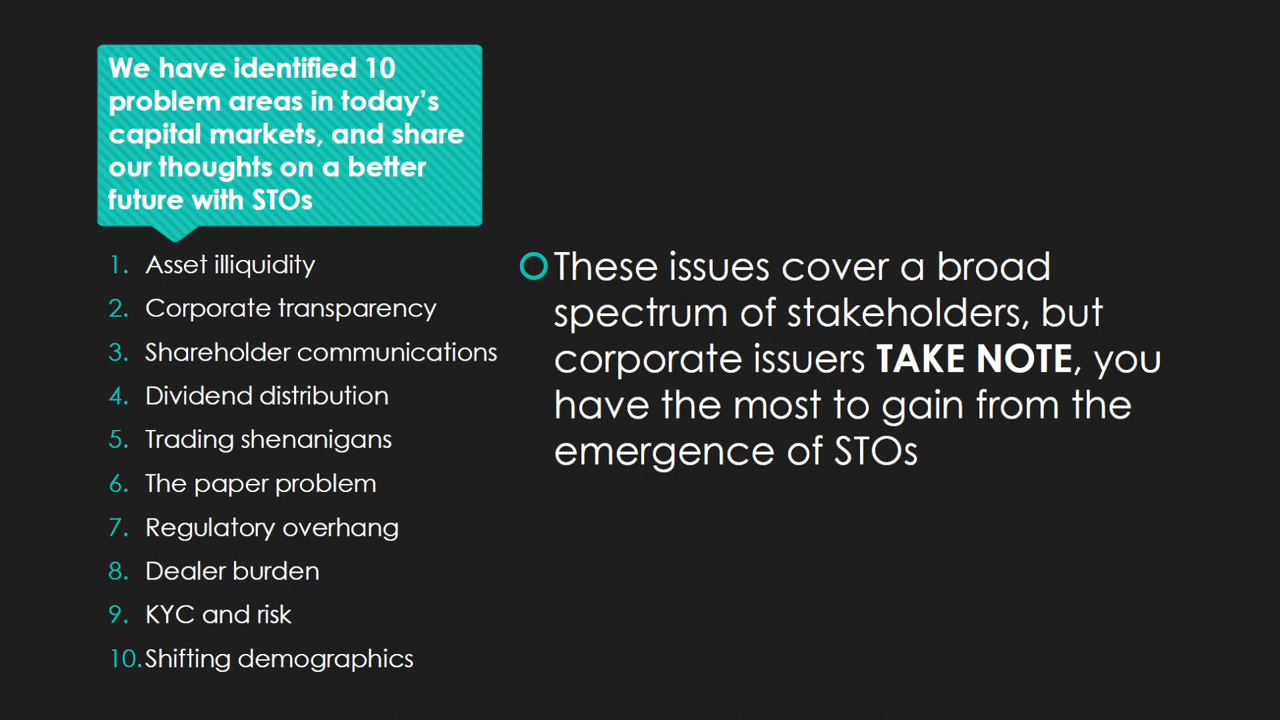 We have identified 10
problem areas in today's
capital markets, and share
our thoughts on a better
future with STOs
1. Asset illiquidity
2. Corporate transparency
3. Shareholder communications
4. Dividend distribution
5. Trading shenanigans
6. The paper problem
7. Regulatory overhang
8. Dealer burden
9. KYC and risk
10. Shifting demographics
These issues cover a broad
spectrum of stakeholders, but
corporate issuers TAKE NOTE, you
have the most to gain from the
emergence of STOs